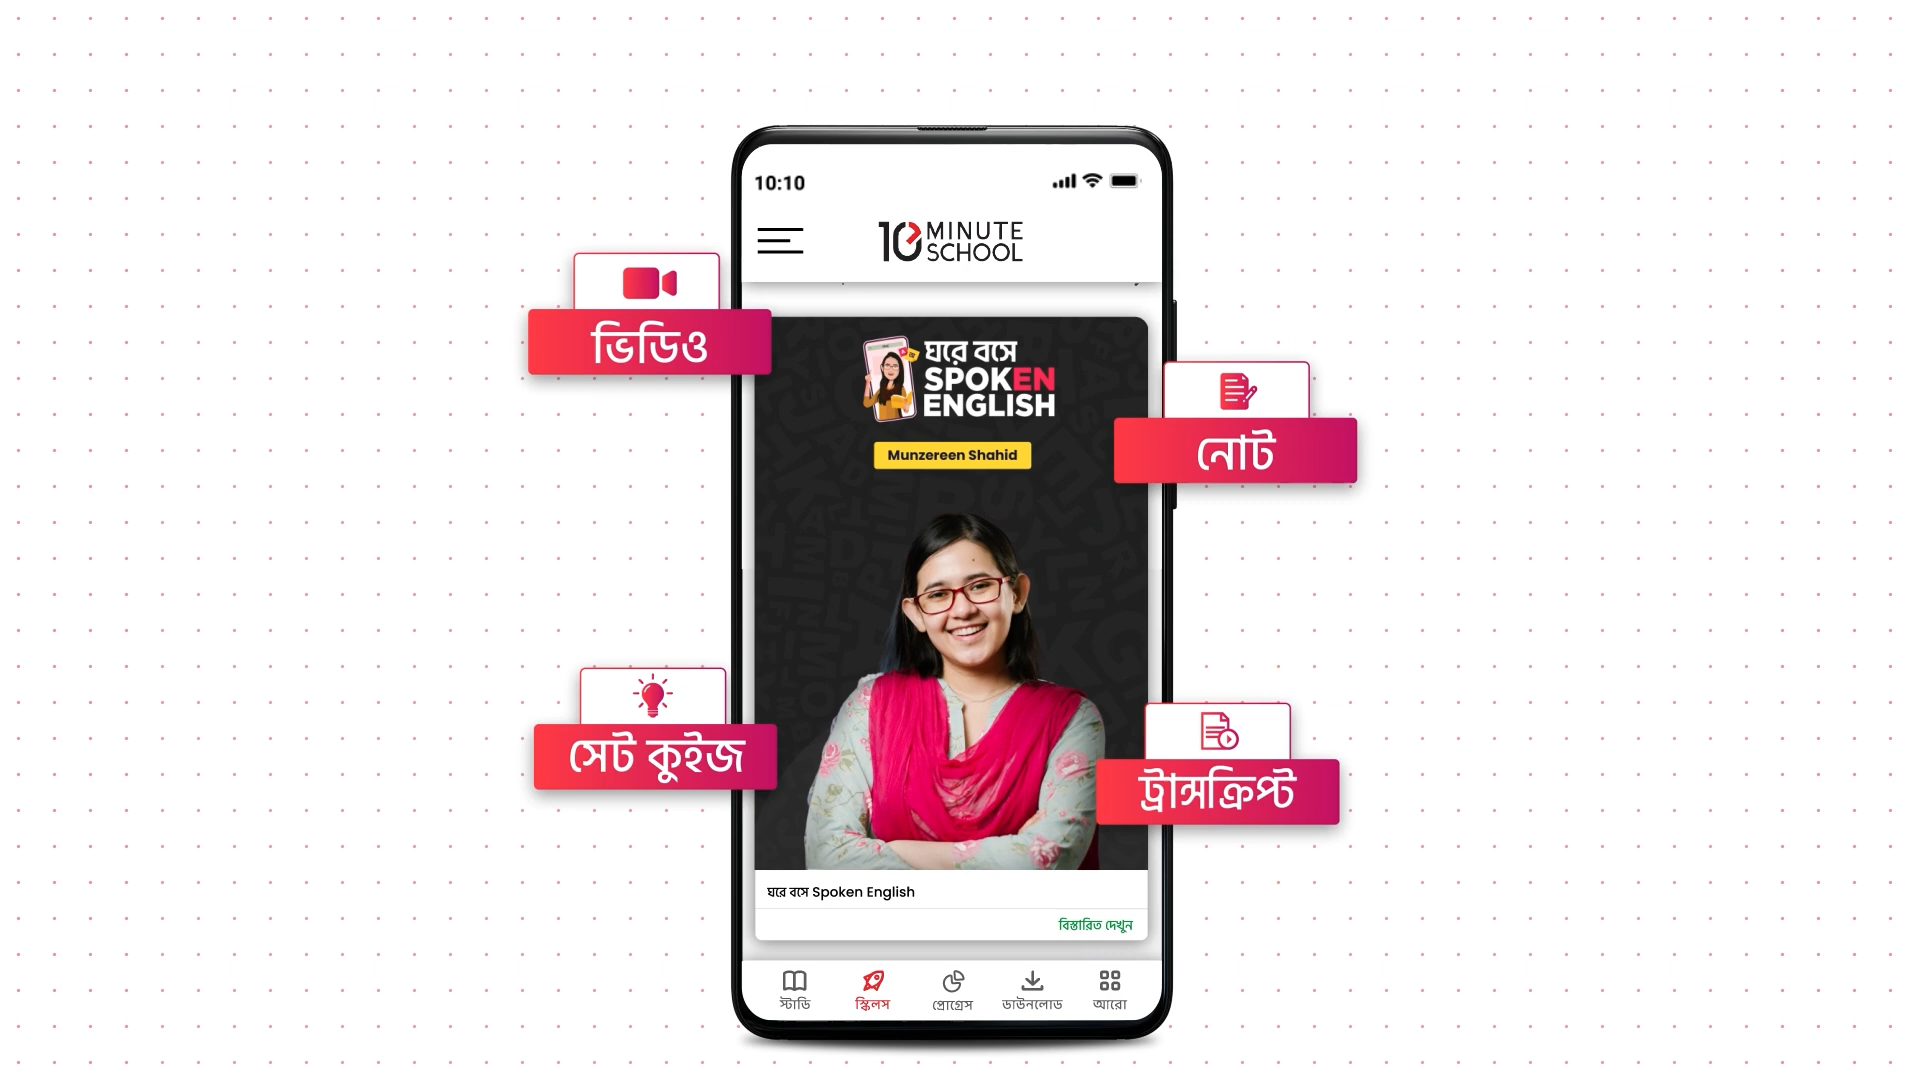 10:10
10 MINUTE
SCHOOL
ভিডিও
ঘরে বসে
SPOKEN
ENGLISH
Munzereen Shahid
নোট
সেট কুইজ
ট্রান্সক্রিপ্ট
ঘরে বসে Spoken English
বিস্তারিত দেখুন
স্টাডি
স্কিলস
প্রোগ্রেস
ডাউনলোড
আরো